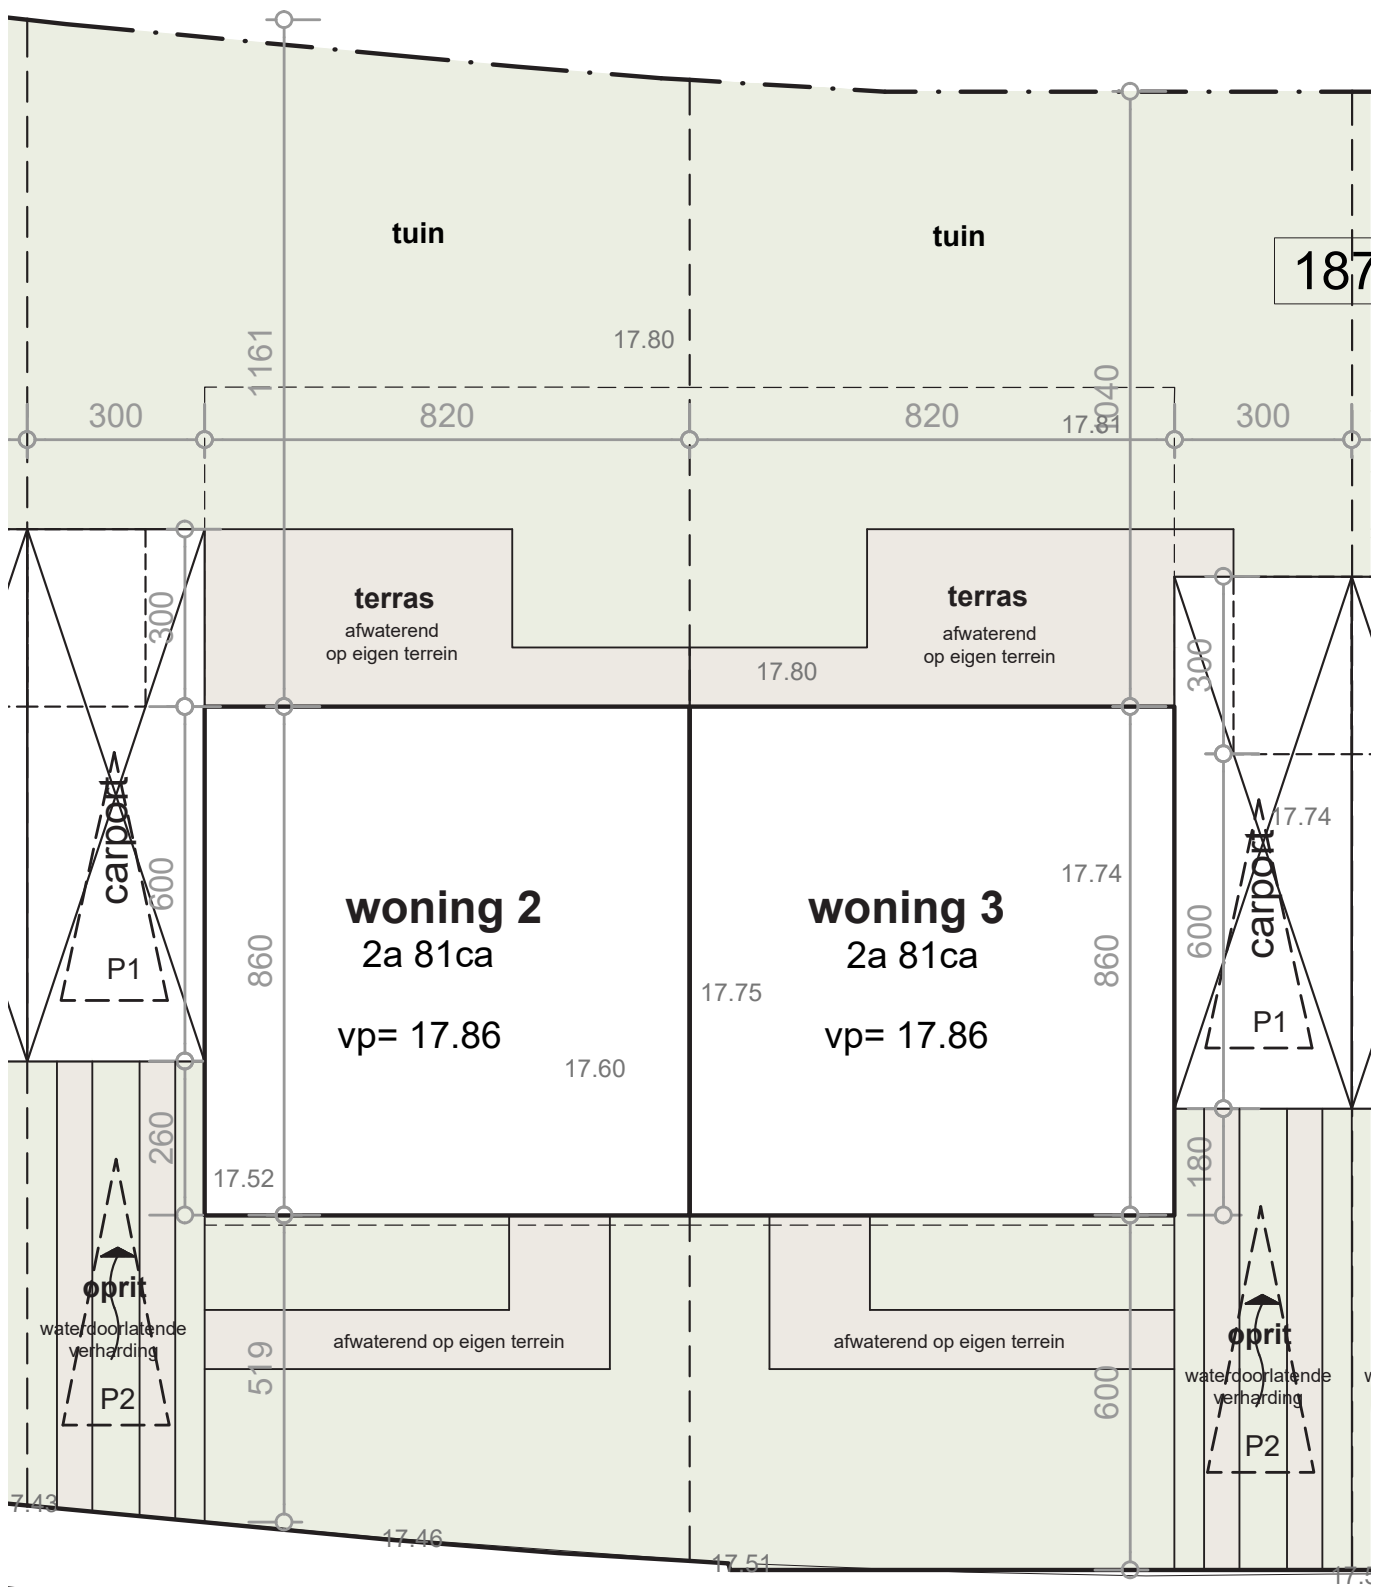 tuin
tuin
187
17.80
1161
1040
300
820
820
300
17.81
terras
afwaterend
op eigen terrein
terras
afwaterend
op eigen terrein
300
17.80
300
carport
17.74
carport
600
17.74
woning 2
2a 81ca
vp= 17.86
woning 3
2a 81ca
vp= 17.86
860
860
600
P1
17.75
P1
17.60
260
180
17.52
oprit
waterdoorlatende
verharding
P2
afwaterend op eigen terrein
afwaterend op eigen terrein
oprit
waterdoorlatende
verharding
P2
519
600
7.43
17.46
17.51